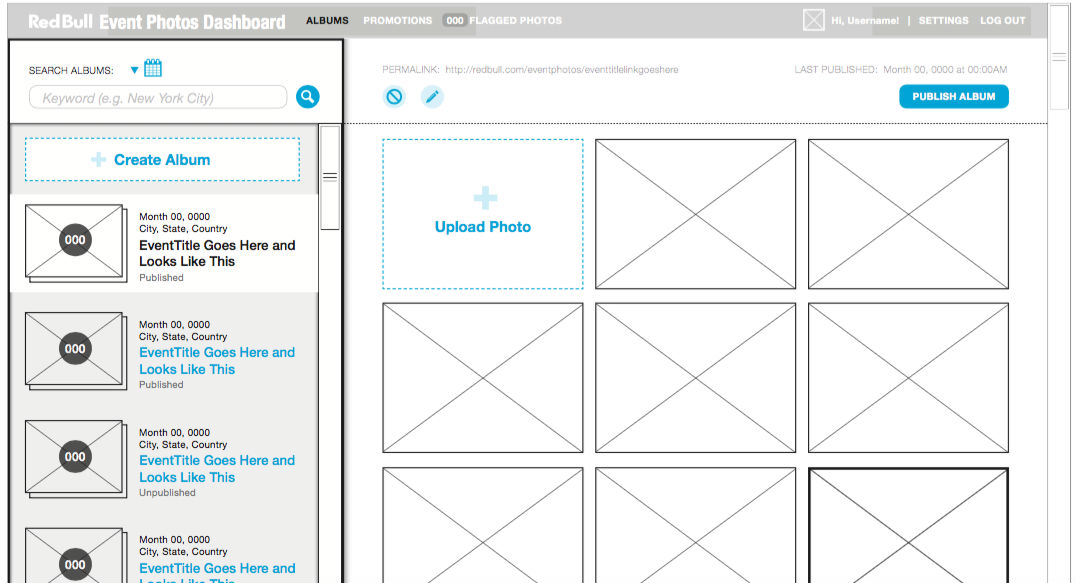 RedBull Event Photos Dashboard
ALBUMS PROMOTIONS 000 FLAGGED PHOTOS
Hi, Username! | SETTINGS LOG OUT
SEARCH ALBUMS:
Keyword (e.g. New York City)
PERMALINK: http://redbull.com/eventphotos/eventtitlelinkgoeshere
LAST PUBLISHED: Month 00, 0000 at 00:00AM
PUBLISH ALBUM
Create Album
000
Month 00, 0000
City, State, Country
EventTitle Goes Here and
Looks Like This
Published
000
Month 00, 0000
City, State, Country
EventTitle Goes Here and
Looks Like This
Published
000
Month 00, 0000
City, State, Country
EventTitle Goes Here and
Looks Like This
Unpublished
000
Month 00, 0000
City, State, Country
EventTitle Goes Here and
Looks Like This
Upload Photo